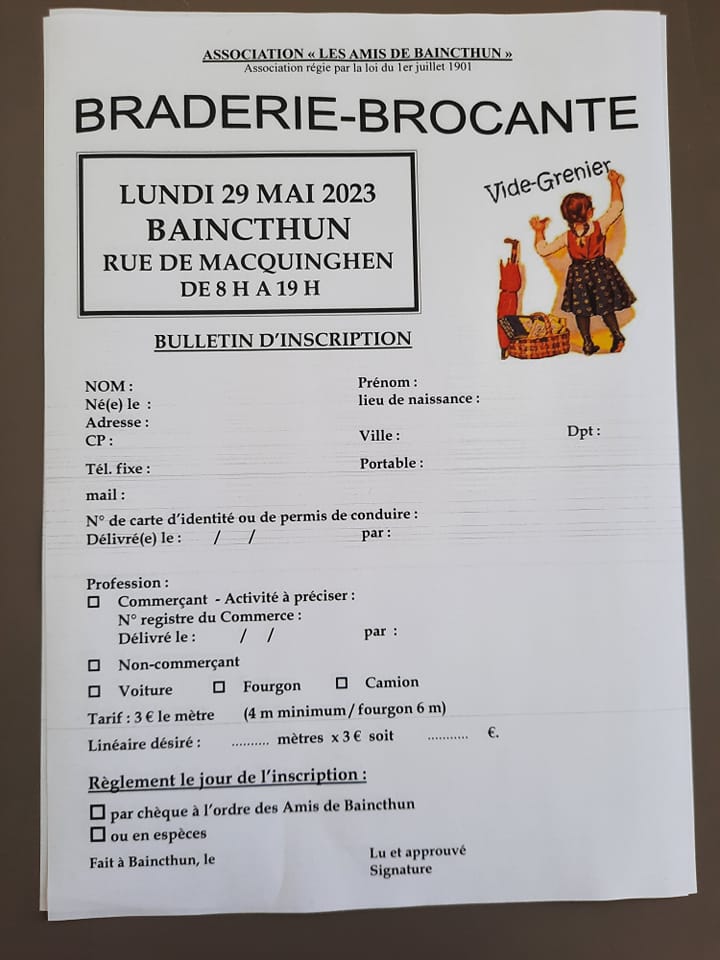 ASSOCIATION « LES AMIS DE BAINCTHUN »
Association régie par la loi du 1er juillet 1901
BRADERIE-BROCANTE
LUNDI 29 MAI 2023
BAINCTHUN
RUE DE MACQUINGHEN
DE 8 H A 19 H
Vide-Grenier
BULLETIN D'INSCRIPTION
NOM : Prénom :
Né(e) le : lieu de naissance :
Adresse :
CP : Ville : Dpt :
Tél. fixe : Portable :
mail :
N° de carte d'identité ou de permis de conduire :
Délivré(e) le : / / par :
Profession :
☐ Commerçant - Activité à préciser :
N° registre du Commerce :
Délivré le : / / par :
☐ Non-commerçant
☐ Voiture ☐ Fourgon ☐ Camion
Tarif : 3 € le mètre (4 m minimum / fourgon 6 m)
Linéaire désiré : .......... mètres x 3 € soit ........... €.
Règlement le jour de l'inscription :
☐ par chèque à l'ordre des Amis de Baincthun
☐ ou en espèces
Fait à Baincthun, le Lu et approuvé
Signature